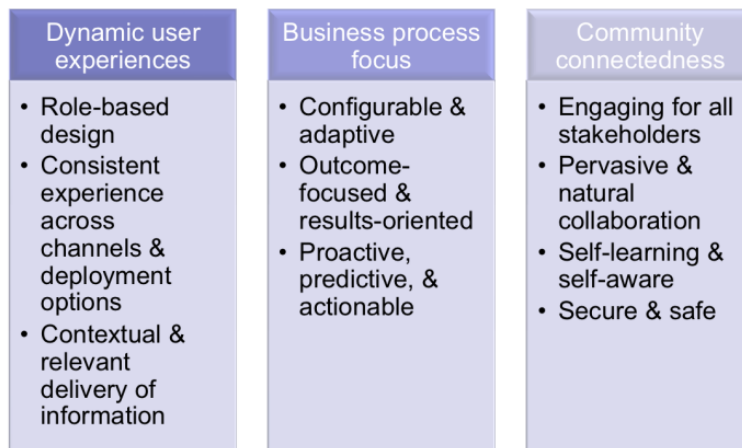 Dynamic user
experiences
• Role-based
design
• Consistent
experience
across
channels &
deployment
options
• Contextual &
relevant
delivery of
information
Business process
focus
• Configurable &
adaptive
• Outcome-
focused &
results-oriented
• Proactive,
predictive, &
actionable
Community
connectedness
• Engaging for all
stakeholders
• Pervasive &
natural
collaboration
• Self-learning &
self-aware
• Secure & safe